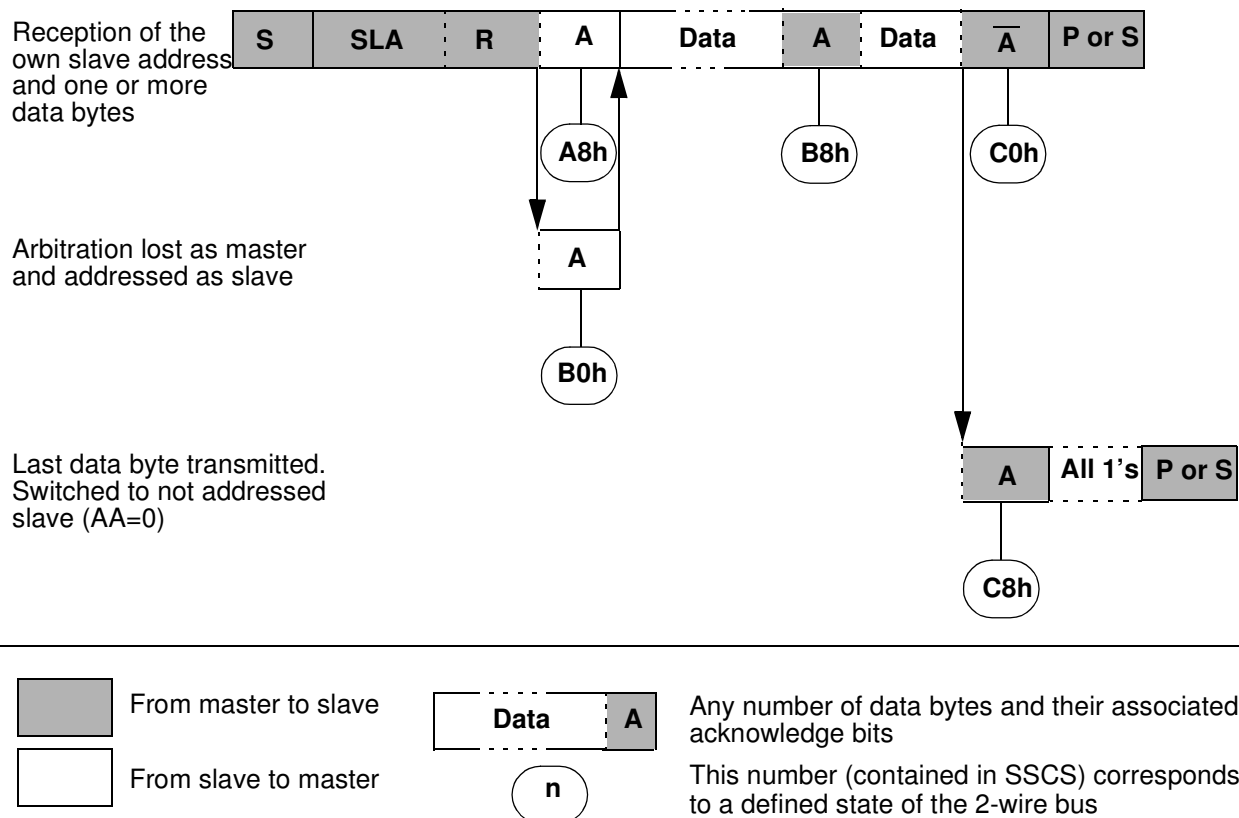 Reception of the
own slave address
and one or more
data bytes
S SLA R A Data A Data A̅ P or S
A8h B8h C0h
Arbitration lost as master
and addressed as slave
A
B0h
Last data byte transmitted.
Switched to not addressed
slave (AA=0)
A All 1’s P or S
C8h
From master to slave
From slave to master
Data A
n
Any number of data bytes and their associated
acknowledge bits
This number (contained in SSCS) corresponds
to a defined state of the 2-wire bus